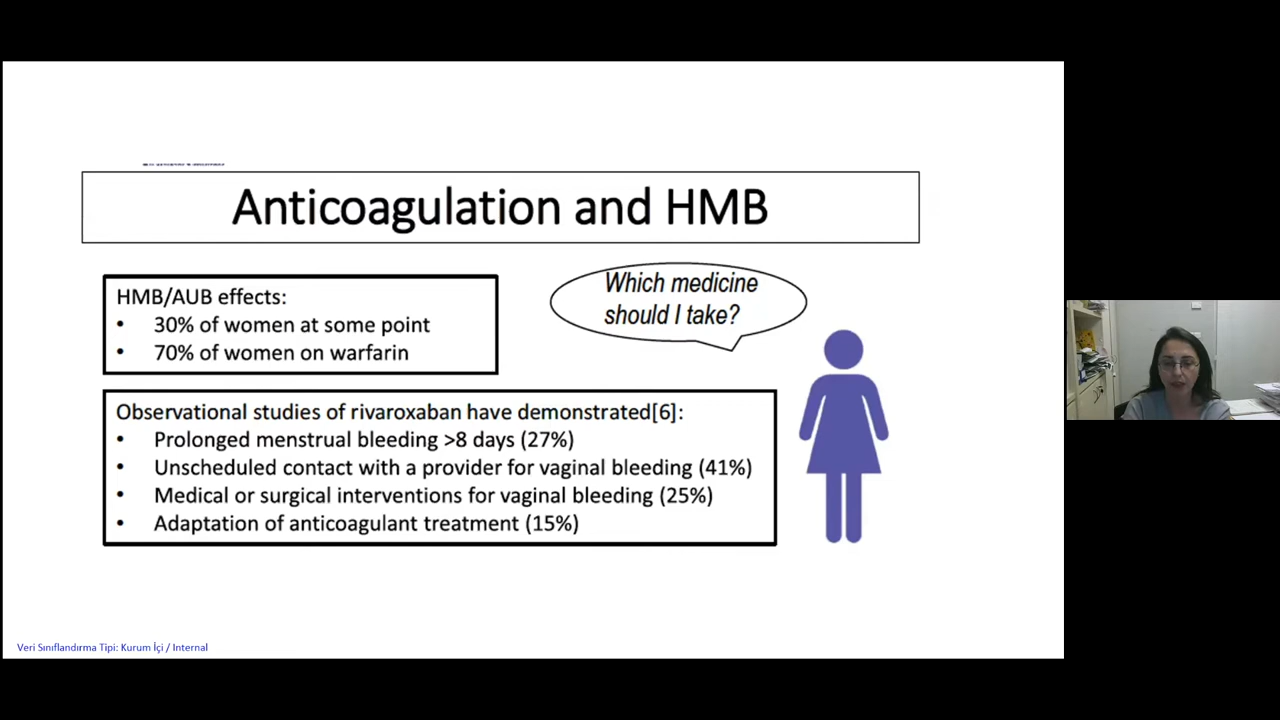 Anticoagulation and HMB
HMB/AUB effects:
• 30% of women at some point
• 70% of women on warfarin
Which medicine
should I take?
Observational studies of rivaroxaban have demonstrated[6]:
• Prolonged menstrual bleeding >8 days (27%)
• Unscheduled contact with a provider for vaginal bleeding (41%)
• Medical or surgical interventions for vaginal bleeding (25%)
• Adaptation of anticoagulant treatment (15%)
Veri Sınıflandırma Tipi: Kurum İçi / Internal